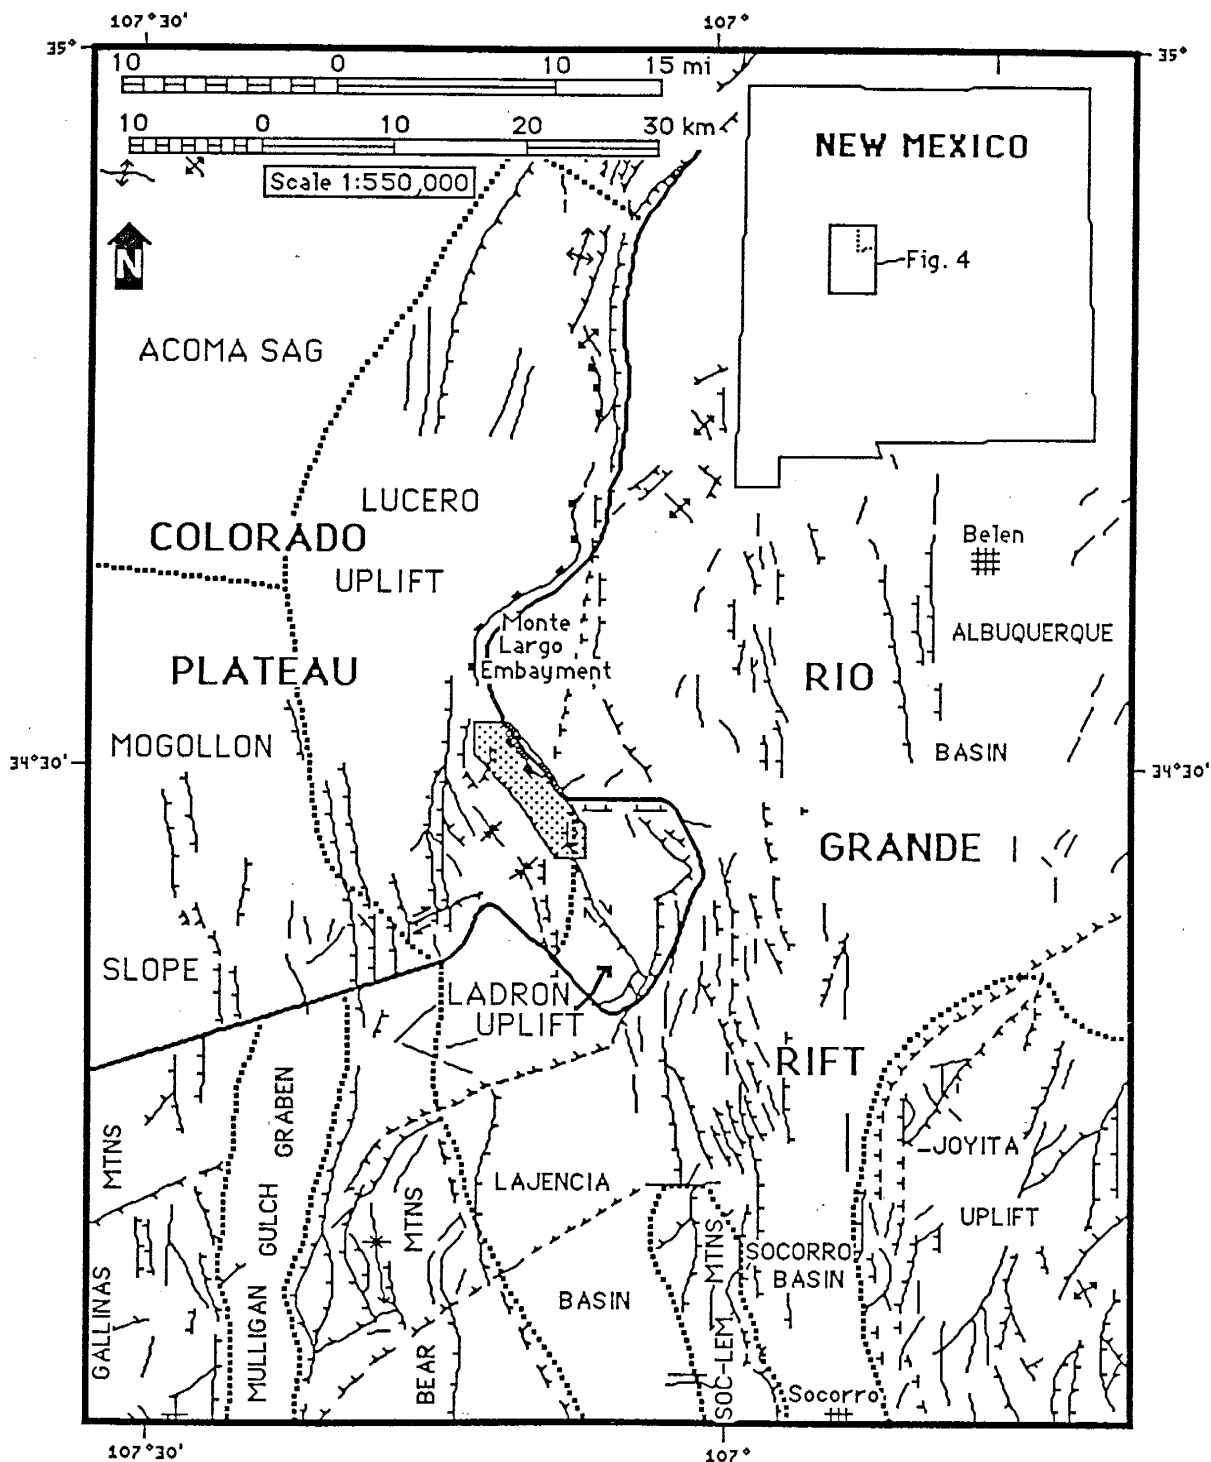 107°30'
107°
35°
35°
10 0 10 15 mi
10 0 10 20 30 km
Scale 1:550,000
N
NEW MEXICO
Fig. 4
ACOMA SAG
LUCERO
UPLIFT
COLORADO
PLATEAU
Belen
ALBUQUERQUE
BASIN
Monte
Largo
Embayment
RIO
GRANDE
RIFT
MOGOLLON
SLOPE
34°30'
34°30'
LADRON
UPLIFT
GALLINAS MTNS
MULLIGAN GULCH GRABEN
BEAR MTNS
LAJENCIA
BASIN
SOC-LEM MTNS
SOCORRO
BASIN
JOYITA
UPLIFT
Socorro
107°30'
107°